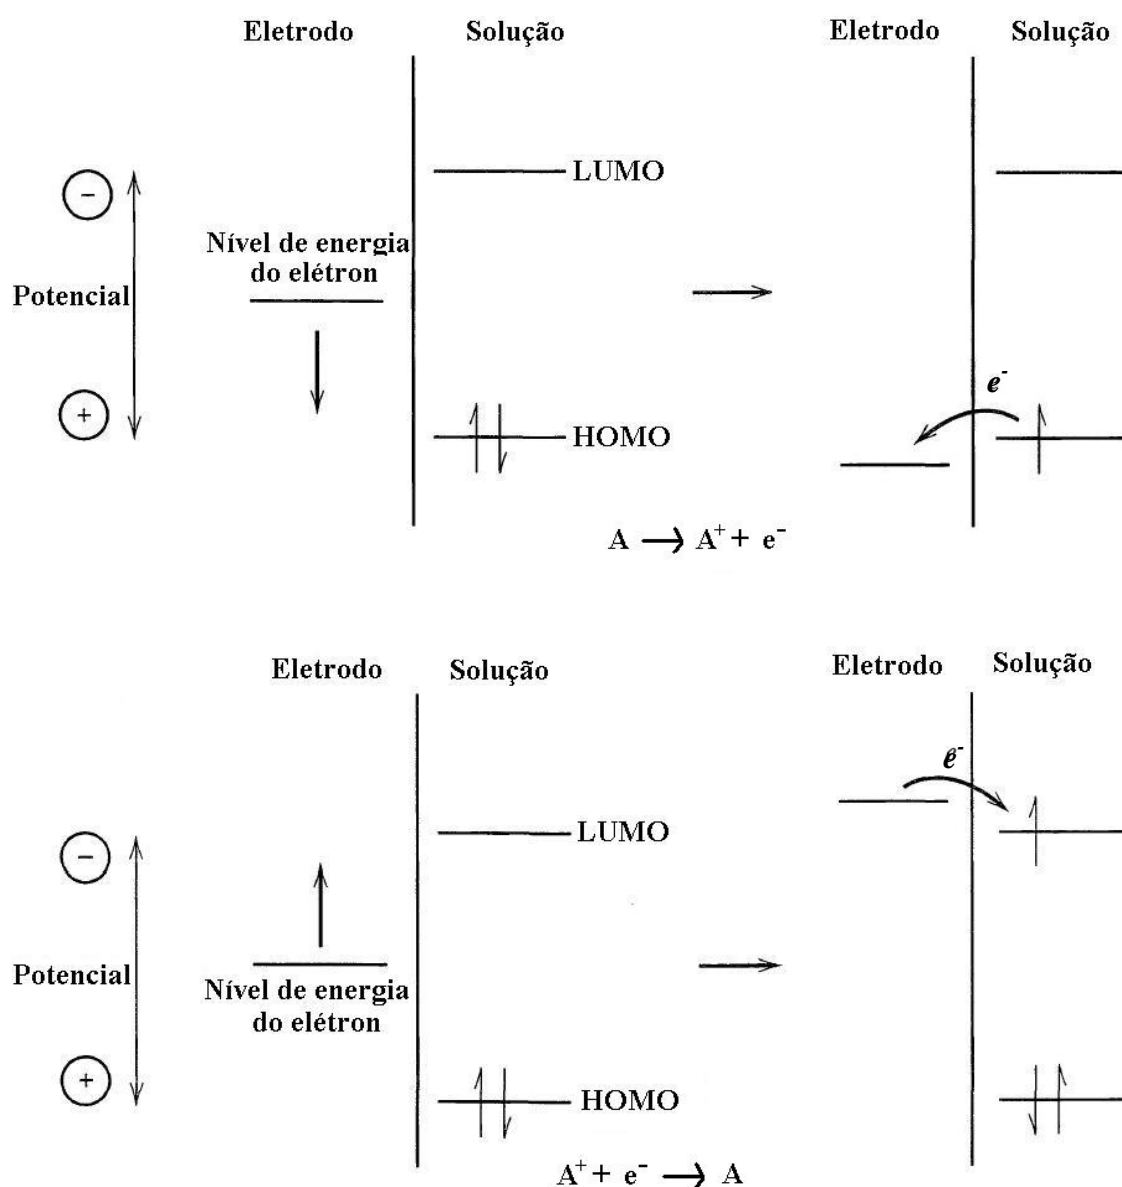 Eletrodo Solução Eletrodo Solução
LUMO
−
Nível de energia
do elétron
Potencial
e⁻
+
HOMO
A → A⁺ + e⁻
Eletrodo Solução Eletrodo Solução
e⁻
LUMO
−
Potencial
Nível de energia
do elétron
+
HOMO
A⁺ + e⁻ → A